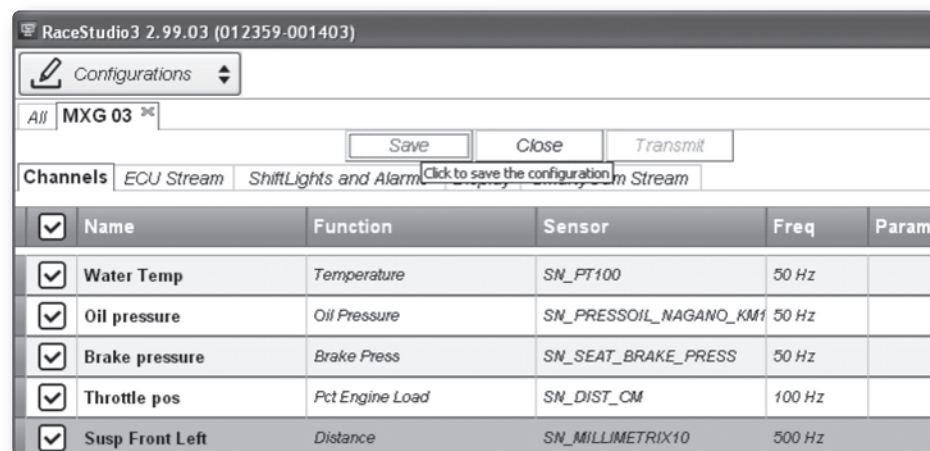 RaceStudio3 2.99.03 (012359-001403)
Configurations
All MXG 03
Save Close Transmit
Click to save the configuration
Channels ECU Stream ShiftLights and Alarms Stream
Name Function Sensor Freq Param
Water Temp Temperature SN_PT100 50 Hz
Oil pressure Oil Pressure SN_PRESSOIL_NAGANO_KM1 50 Hz
Brake pressure Brake Press SN_SEAT_BRAKE_PRESS 50 Hz
Throttle pos Pct Engine Load SN_DIST_CM 100 Hz
Susp Front Left Distance SN_MILLIMETRIX10 500 Hz